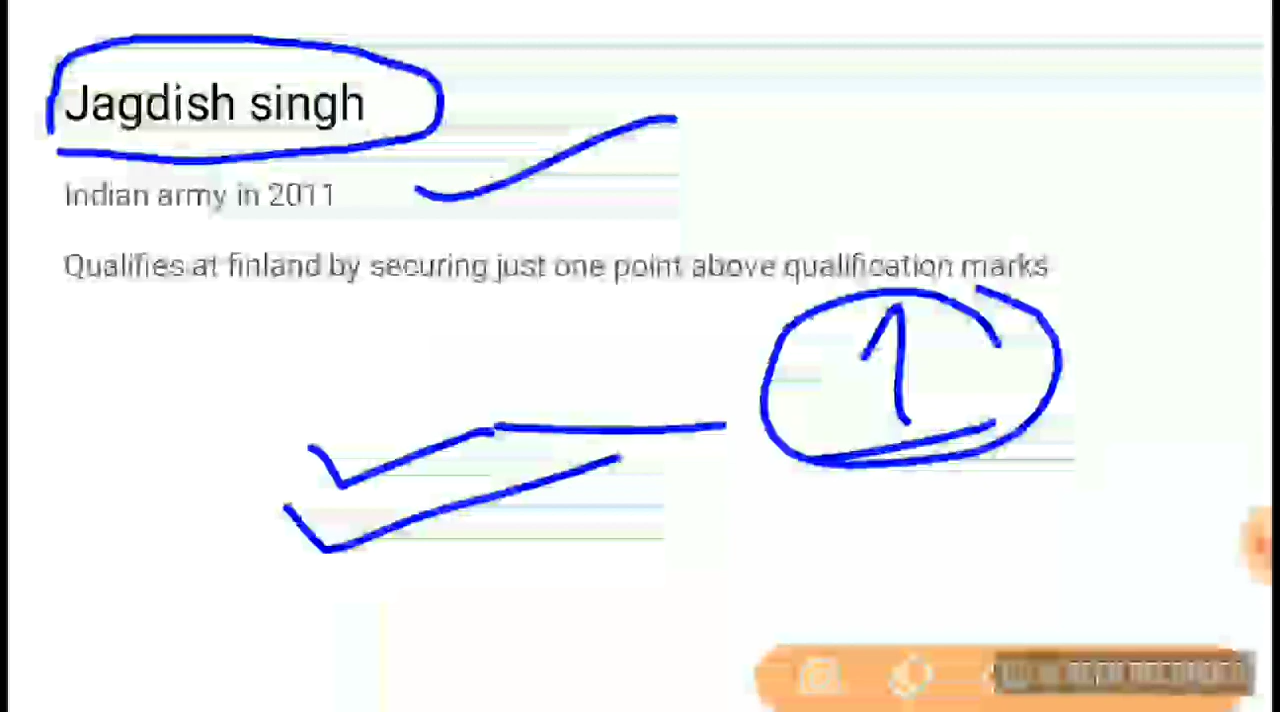 Jagdish singh
Indian army in 2011
Qualifies at finland by securing just one point above qualification marks
1